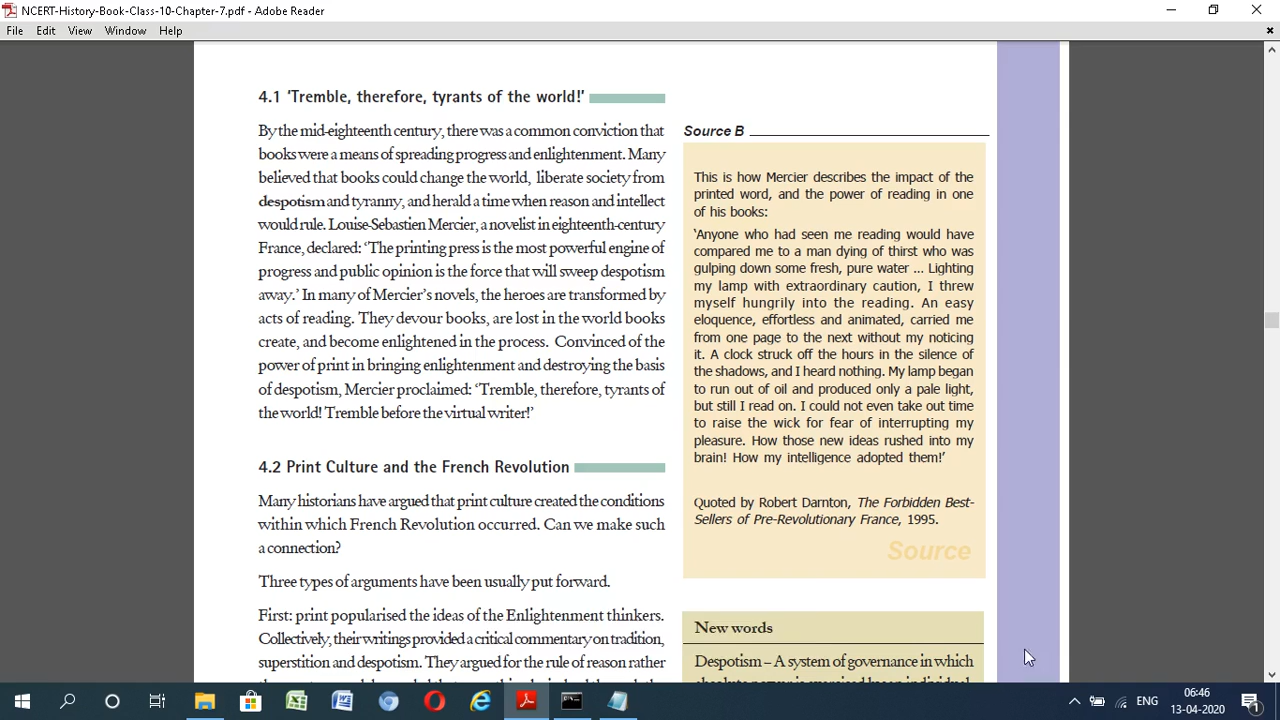 NCERT-History-Book-Class-10-Chapter-7.pdf - Adobe Reader
File Edit View Window Help
4.1 ‘Tremble, therefore, tyrants of the world!’
By the mid-eighteenth century, there was a common conviction that
books were a means of spreading progress and enlightenment. Many
believed that books could change the world, liberate society from
despotism and tyranny, and herald a time when reason and intellect
would rule. Louise-Sebastien Mercier, a novelist in eighteenth-century
France, declared: ‘The printing press is the most powerful engine of
progress and public opinion is the force that will sweep despotism
away.’ In many of Mercier’s novels, the heroes are transformed by
acts of reading. They devour books, are lost in the world books
create, and become enlightened in the process. Convinced of the
power of print in bringing enlightenment and destroying the basis
of despotism, Mercier proclaimed: ‘Tremble, therefore, tyrants of
the world! Tremble before the virtual writer!’
4.2 Print Culture and the French Revolution
Many historians have argued that print culture created the conditions
within which French Revolution occurred. Can we make such
a connection?
Three types of arguments have been usually put forward.
First: print popularised the ideas of the Enlightenment thinkers.
Collectively, their writings provided a critical commentary on tradition,
superstition and despotism. They argued for the rule of reason rather
Source B
This is how Mercier describes the impact of the
printed word, and the power of reading in one
of his books:
‘Anyone who had seen me reading would have
compared me to a man dying of thirst who was
gulping down some fresh, pure water ... Lighting
my lamp with extraordinary caution, I threw
myself hungrily into the reading. An easy
eloquence, effortless and animated, carried me
from one page to the next without my noticing
it. A clock struck off the hours in the silence of
the shadows, and I heard nothing. My lamp began
to run out of oil and produced only a pale light,
but still I read on. I could not even take out time
to raise the wick for fear of interrupting my
pleasure. How those new ideas rushed into my
brain! How my intelligence adopted them!’
Quoted by Robert Darnton, The Forbidden Best-
Sellers of Pre-Revolutionary France, 1995.
Source
New words
Despotism – A system of governance in which
ENG
06:46
13-04-2020
1